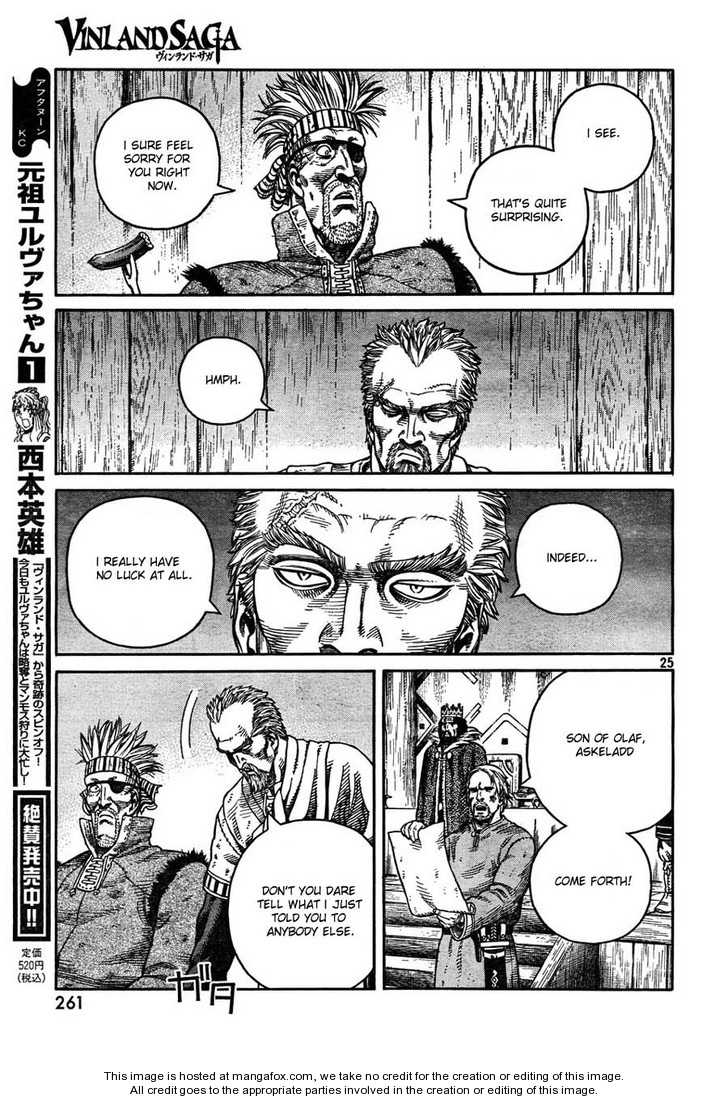 VINLAND SAGA
ヴィンランド・サガ
アフタヌーン
KC
元祖ユルヴァちゃん
1
西本英雄
「ヴィンランド・サガ」から奇跡のスピンオフ！
今日もユルヴァちゃんは略奪とマンモス狩りに大忙し！
絶賛発売中!!
定価
520円
(税込)
I SEE.
THAT'S QUITE
SURPRISING.
I SURE FEEL
SORRY FOR
YOU RIGHT
NOW.
HMPH.
INDEED...
I REALLY HAVE
NO LUCK AT ALL.
25
SON OF OLAF,
ASKELADD
COME FORTH!
DON'T YOU DARE
TELL WHAT I JUST
TOLD YOU TO
ANYBODY ELSE.
ガタ
261
This image is hosted at mangafox.com, we take no credit for the creation or editing of this image.
All credit goes to the appropriate parties involved in the creation or editing of this image.